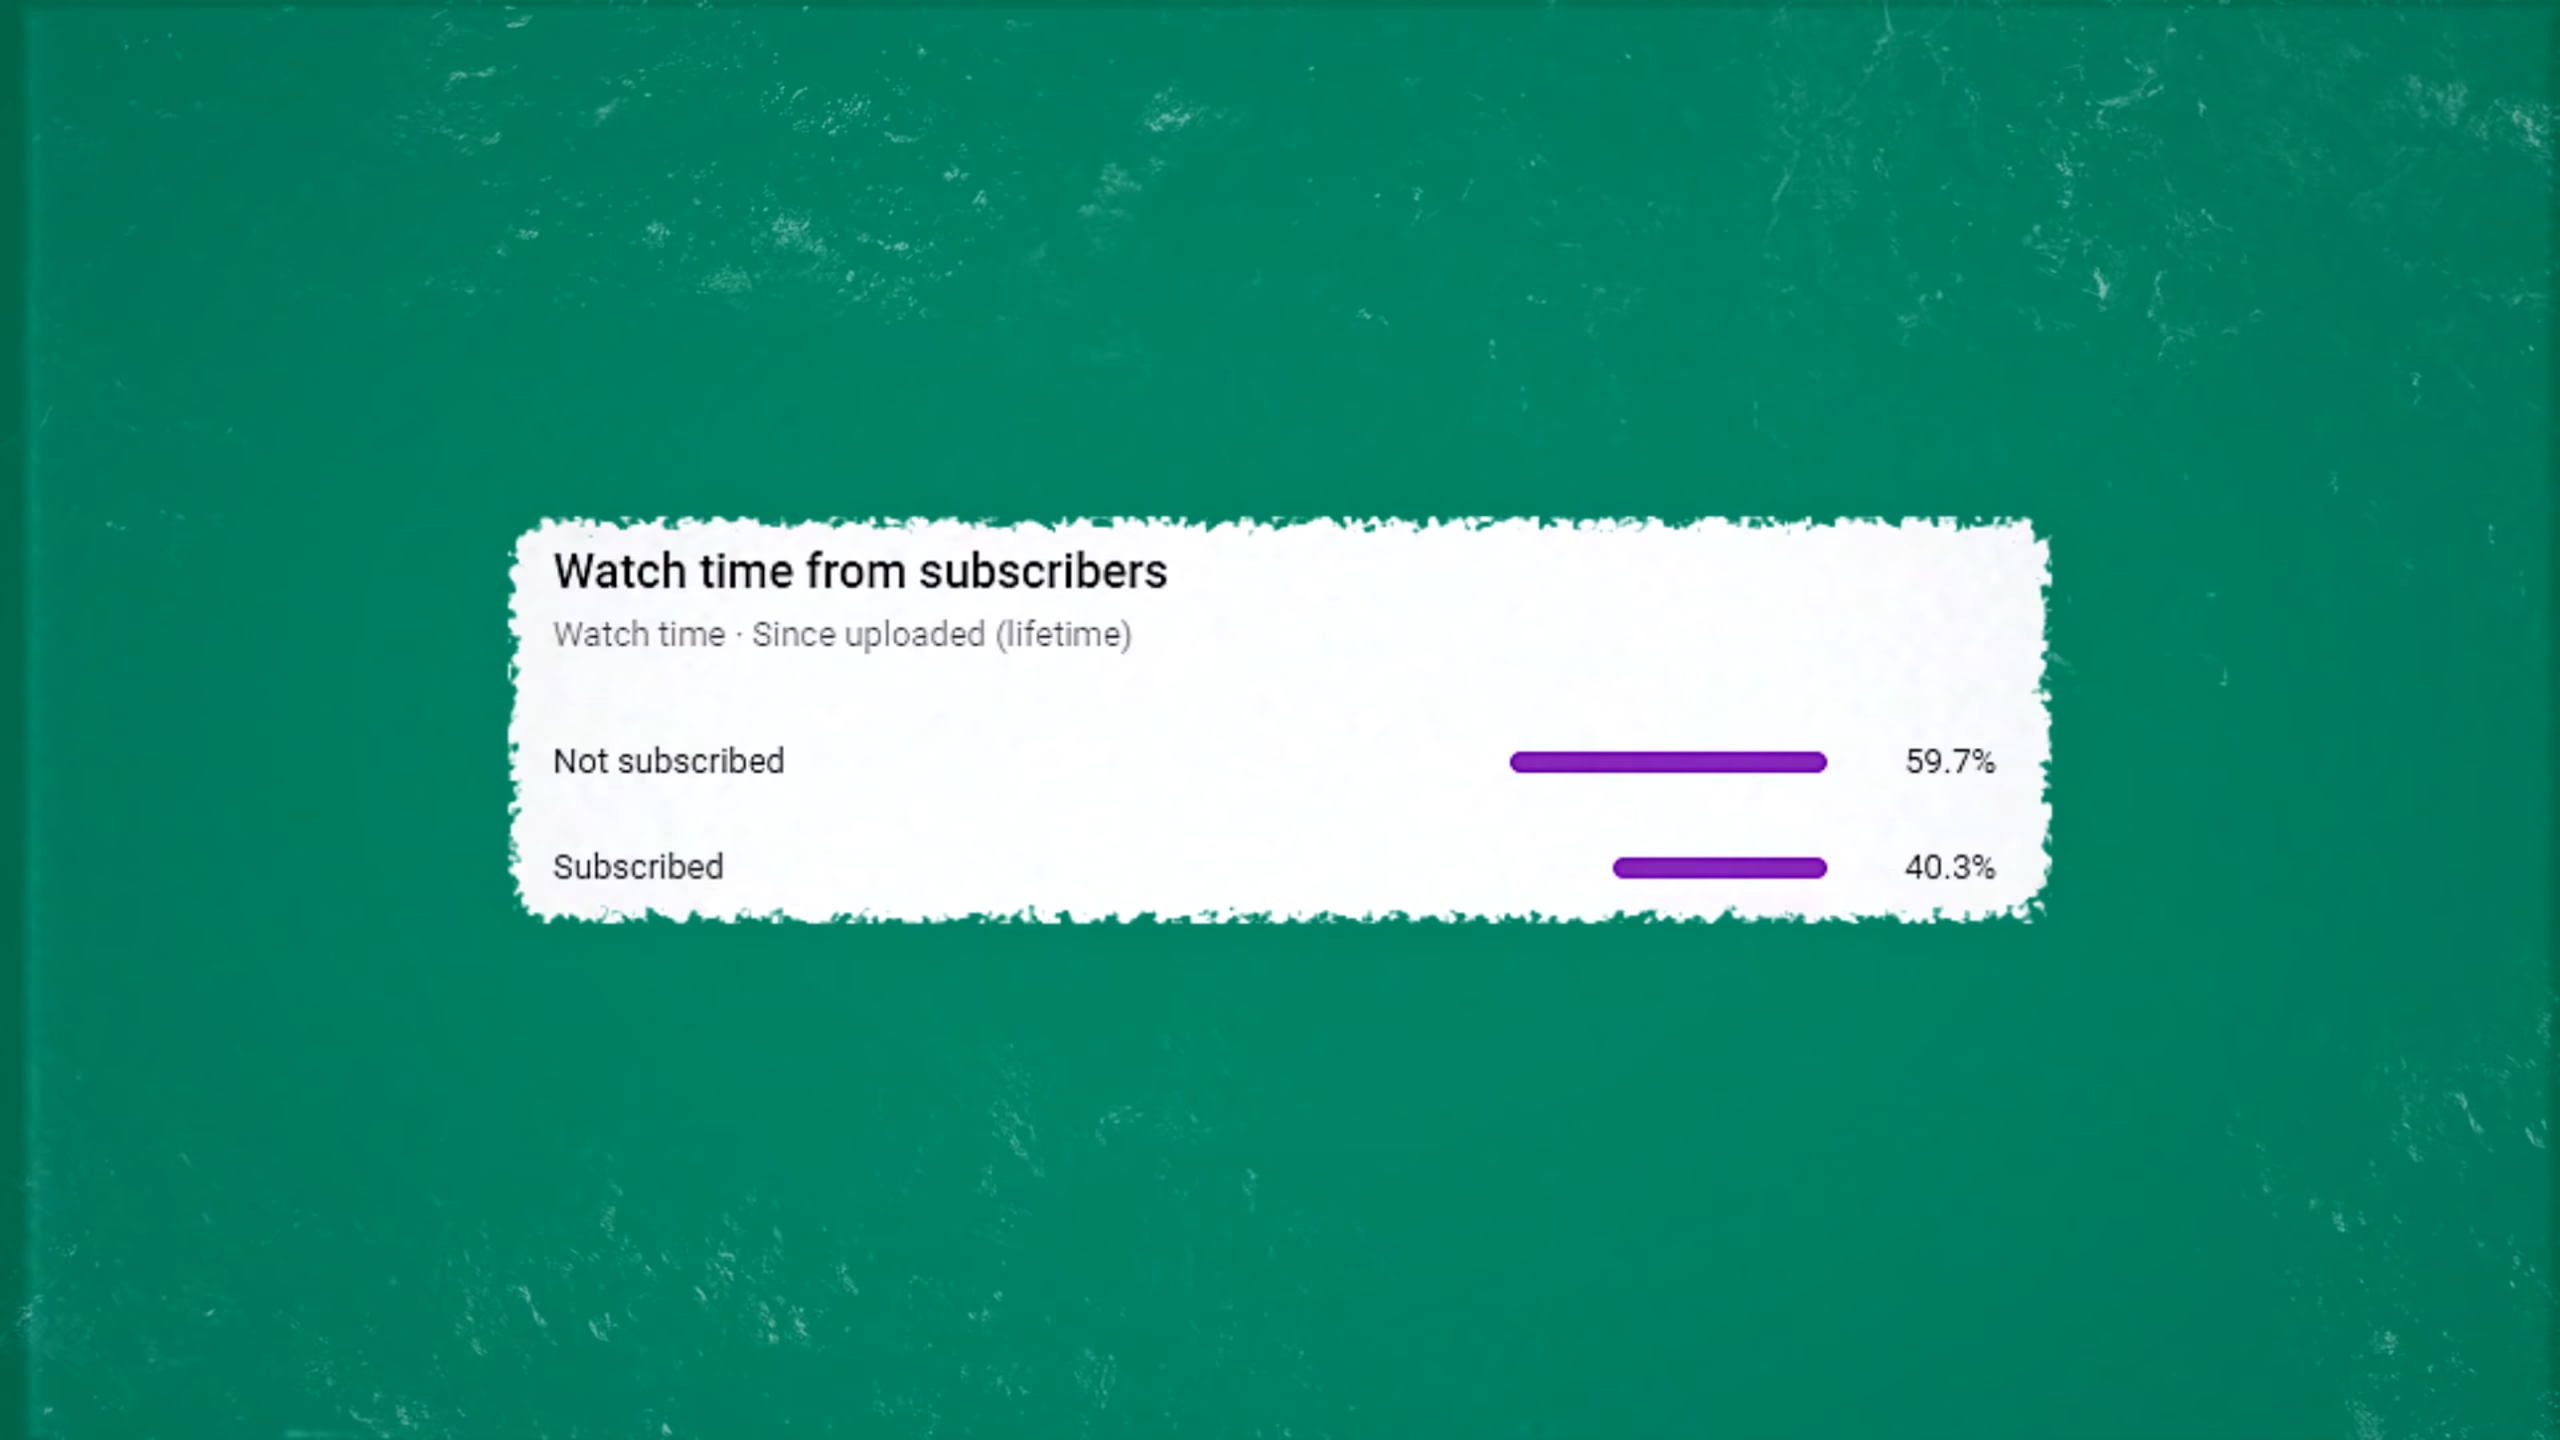 Watch time from subscribers
Watch time · Since uploaded (lifetime)
Not subscribed 59.7%
Subscribed 40.3%